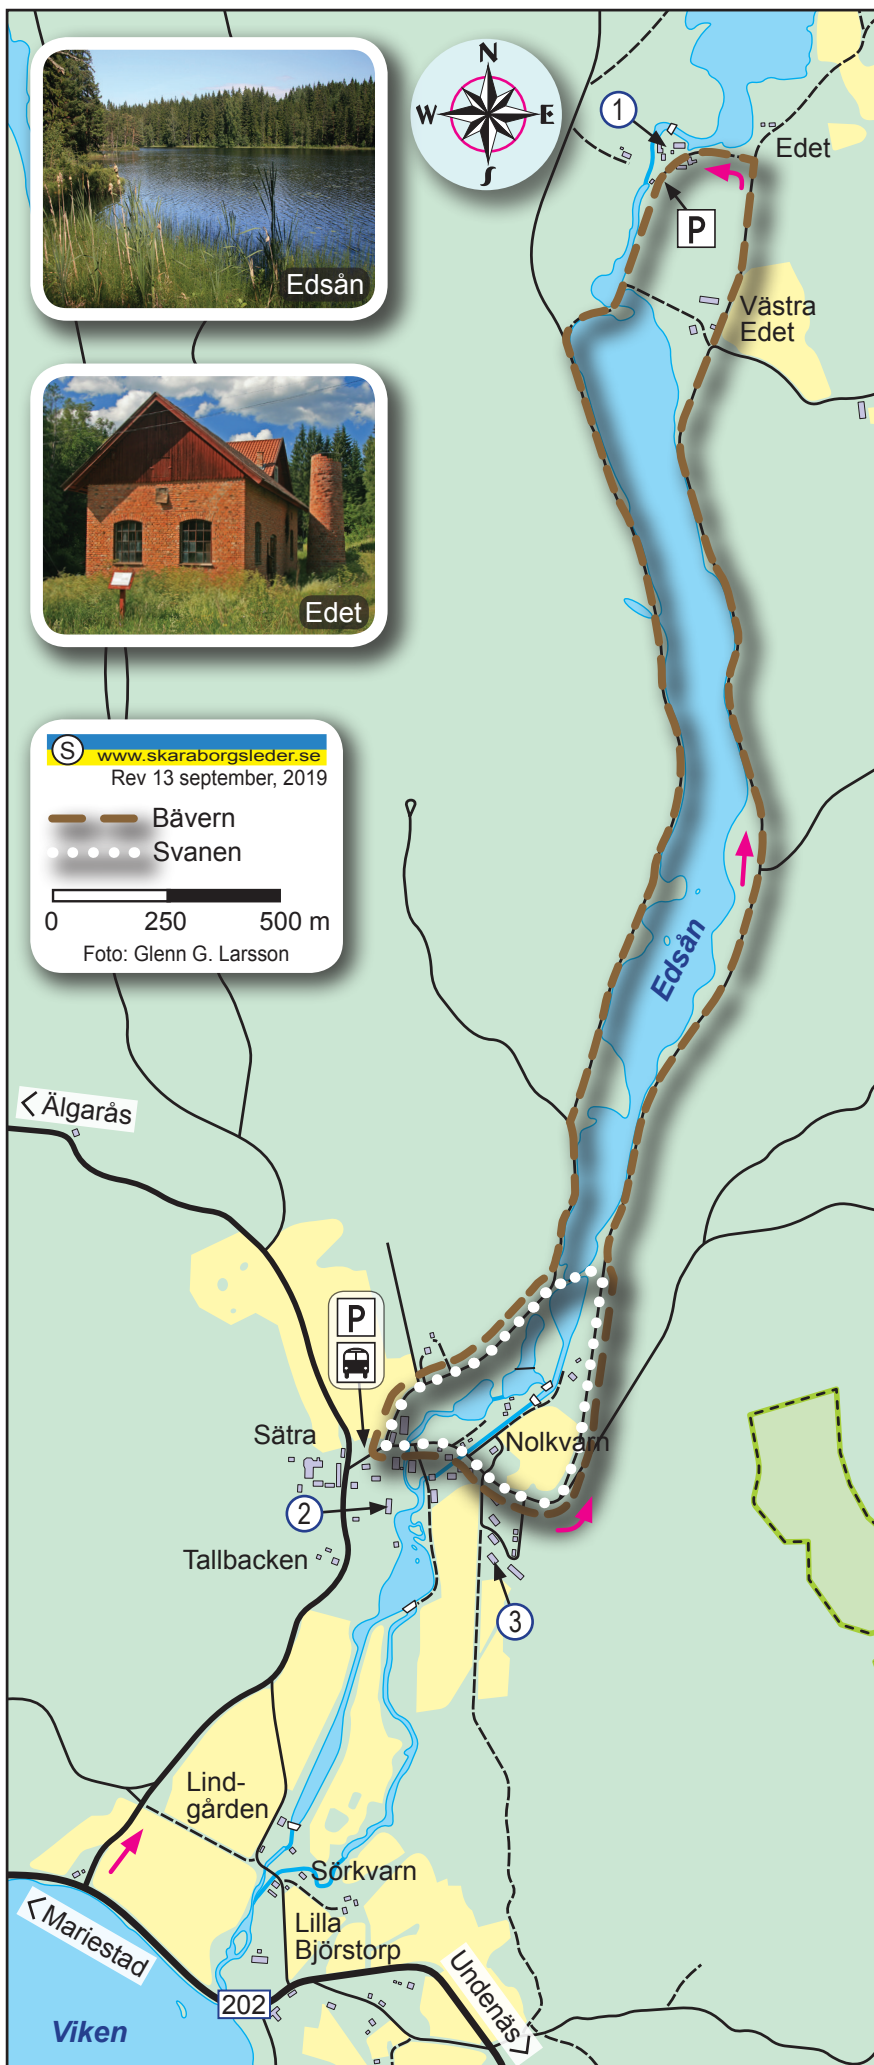 N
W
E
S
Edsån
Edet
S
www.skaraborgsleder.se
Rev 13 september, 2019
Bävern
Svanen
0 250 500 m
Foto: Glenn G. Larsson
1
Edet
P
Västra
Edet
Edsån
< Älgarås
P
Sätra
Nolkvarn
2
Tallbacken
3
Lind-
gården
Sörkvarn
< Mariestad
Lilla
Björstorp
Undenäs >
202
Viken